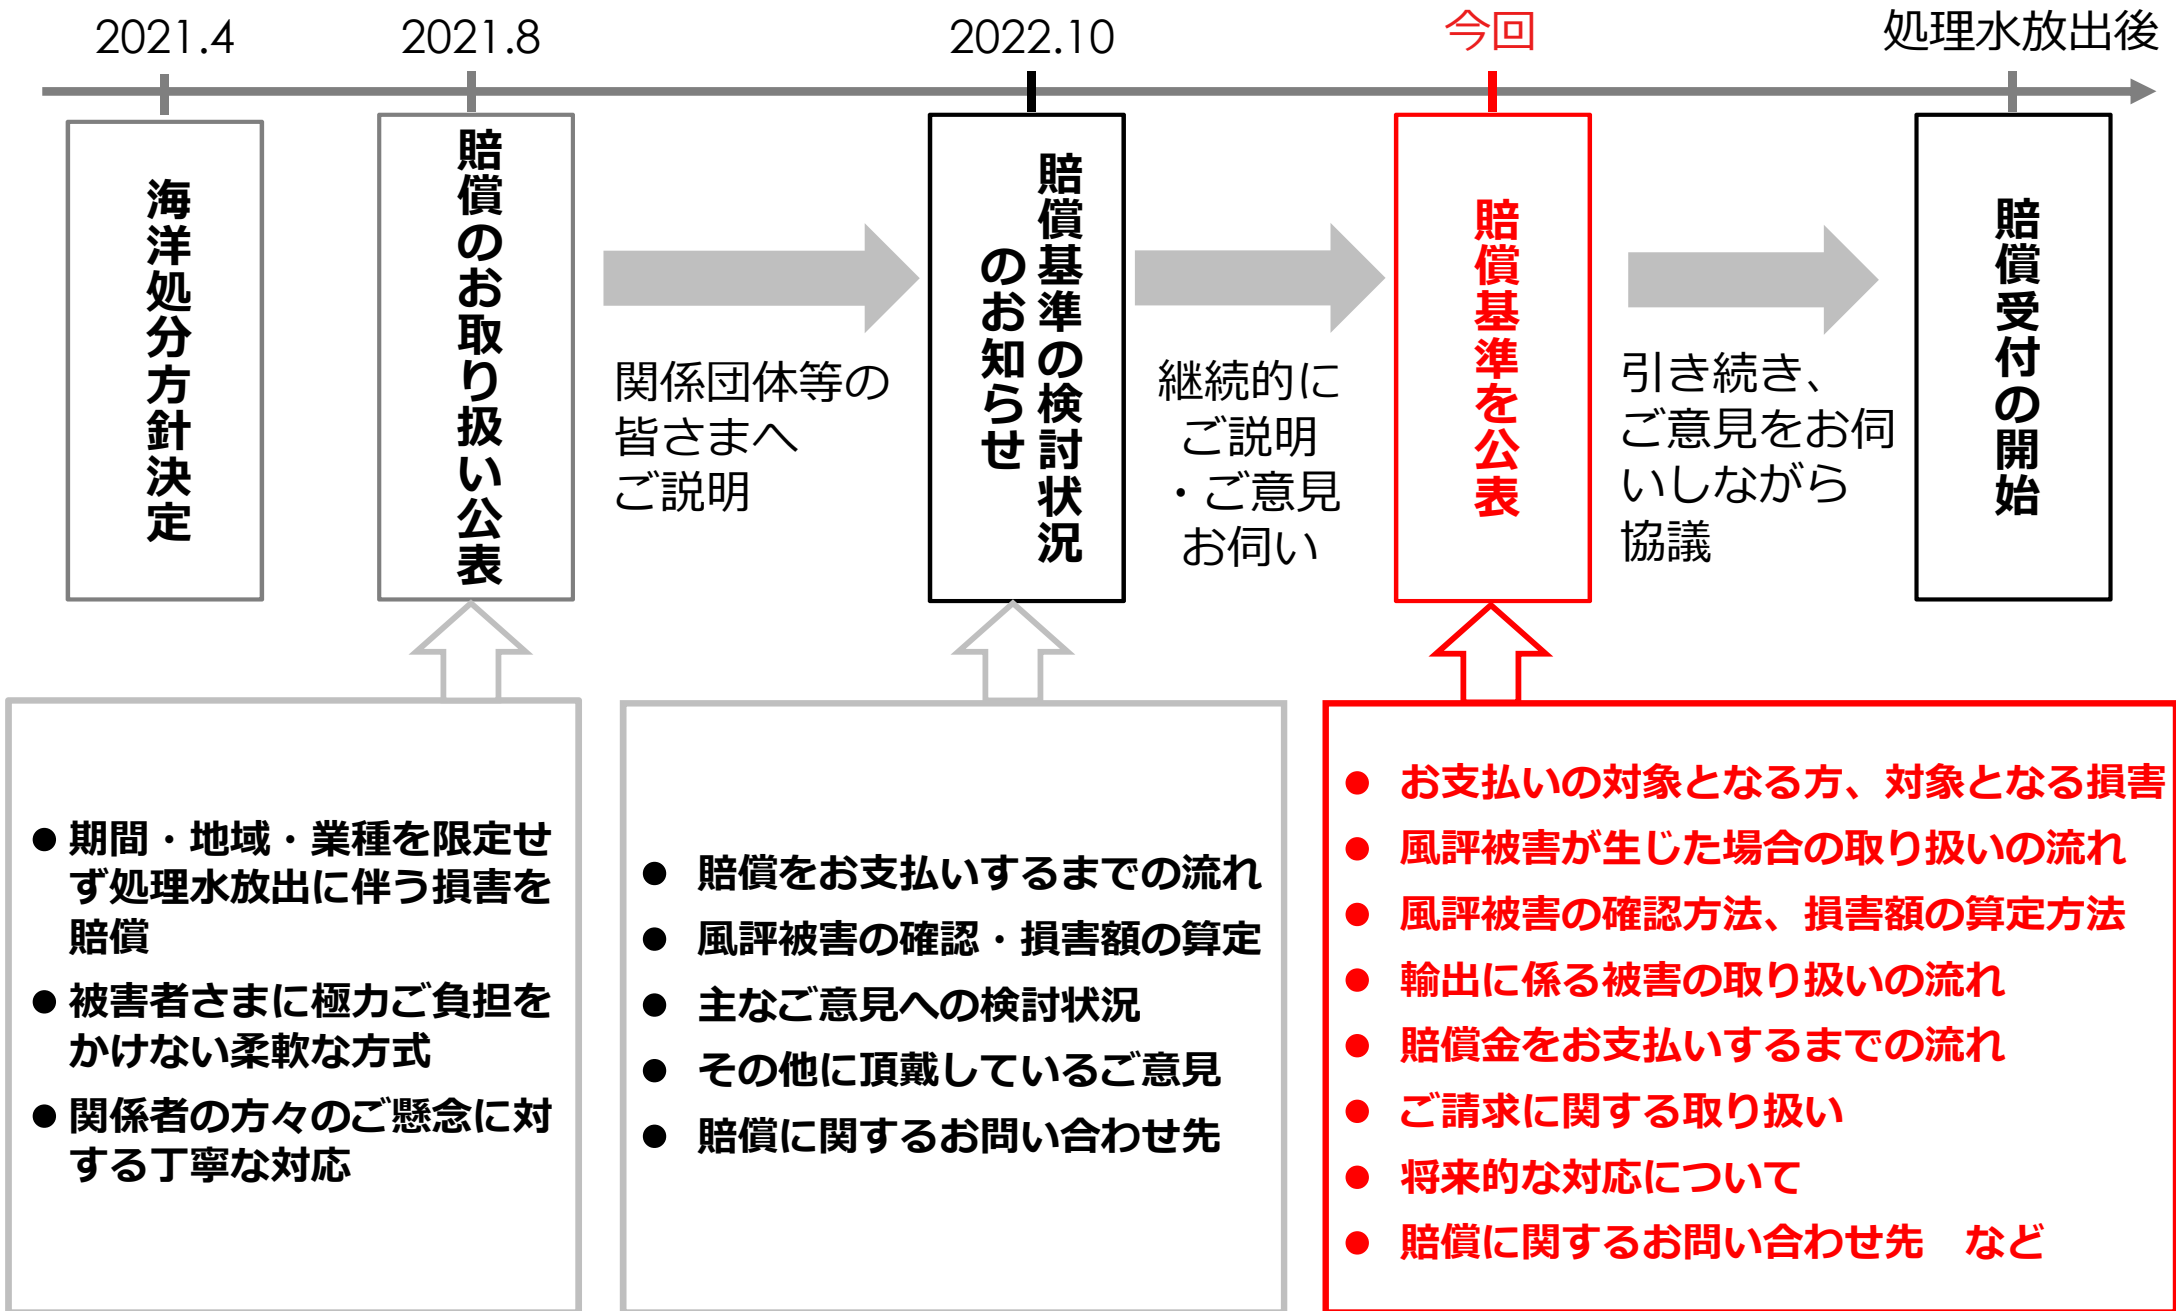 2021.4
2021.8
2022.10
今回
処理水放出後
海洋処分方針決定
賠償のお取り扱い公表
関係団体等の
皆さまへ
ご説明
賠償基準の検討状況
のお知らせ
継続的に
ご説明
・ご意見
お伺い
賠償基準を公表
引き続き、
ご意見をお伺
いしながら
協議
賠償受付の開始
● 期間・地域・業種を限定せ
ず処理水放出に伴う損害を
賠償
● 被害者さまに極力ご負担を
かけない柔軟な方式
● 関係者の方々のご懸念に対
する丁寧な対応
● 賠償をお支払いするまでの流れ
● 風評被害の確認・損害額の算定
● 主なご意見への検討状況
● その他に頂戴しているご意見
● 賠償に関するお問い合わせ先
● お支払いの対象となる方、対象となる損害
● 風評被害が生じた場合の取り扱いの流れ
● 風評被害の確認方法、損害額の算定方法
● 輸出に係る被害の取り扱いの流れ
● 賠償金をお支払いするまでの流れ
● ご請求に関する取り扱い
● 将来的な対応について
● 賠償に関するお問い合わせ先　など